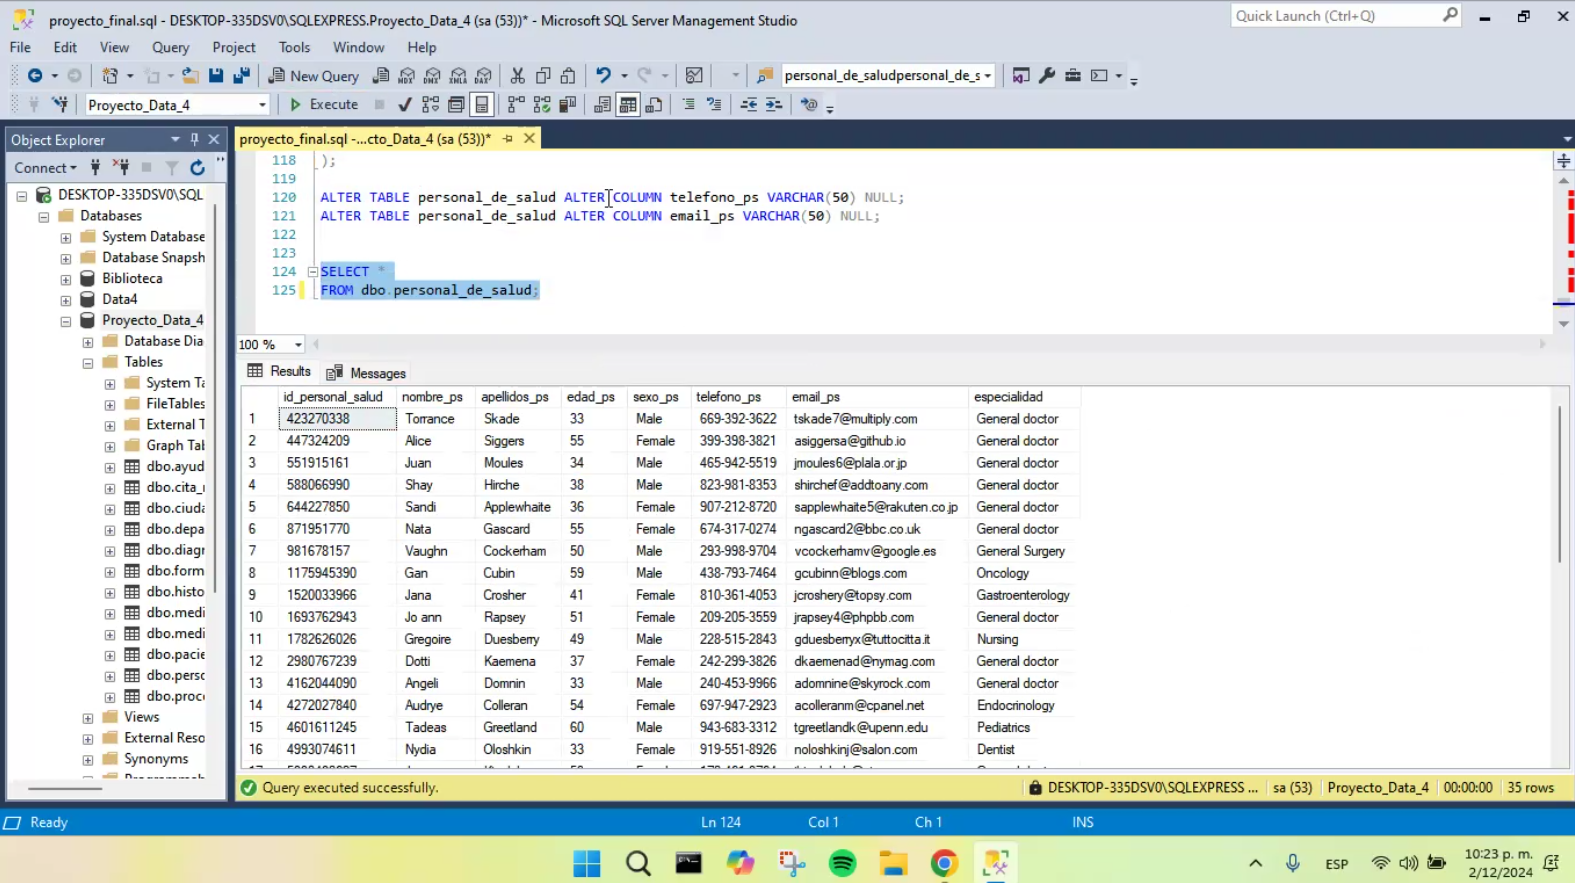 proyecto_final.sql - DESKTOP-335DSV0\SQLEXPRESS.Proyecto_Data_4 (sa (53))* - Microsoft SQL Server Management Studio
Quick Launch (Ctrl+Q)
File Edit View Query Project Tools Window Help
New Query
MDX DMX XMLA DAX
personal_de_saludpersonal_de_s
Proyecto_Data_4
Execute
Object Explorer
proyecto_final.sql -...cto_Data_4 (sa (53))*
Connect
DESKTOP-335DSV0\SQL
Databases
System Database
Database Snapsh
Biblioteca
Data4
Proyecto_Data_4
Database Dia
Tables
System Ta
FileTables
External T
Graph Tab
dbo.ayud
dbo.cita_
dbo.ciuda
dbo.depa
dbo.diagr
dbo.form
dbo.histo
dbo.medi
dbo.medi
dbo.pacie
dbo.perso
dbo.proc
Views
External Reso
Synonyms
118 );
119
120 ALTER TABLE personal_de_salud ALTER COLUMN telefono_ps VARCHAR(50) NULL;
121 ALTER TABLE personal_de_salud ALTER COLUMN email_ps VARCHAR(50) NULL;
122
123
124 SELECT *
125 FROM dbo.personal_de_salud;
100 %
Results Messages
id_personal_salud nombre_ps apellidos_ps edad_ps sexo_ps telefono_ps email_ps especialidad
1 423270338 Torrance Skade 33 Male 669-392-3622 tskade7@multiply.com General doctor
2 447324209 Alice Siggers 55 Female 399-398-3821 asiggersa@github.io General doctor
3 551915161 Juan Moules 34 Male 465-942-5519 jmoules6@plala.or.jp General doctor
4 588066990 Shay Hirche 38 Male 823-981-8353 shirchef@addtoany.com General doctor
5 644227850 Sandi Applewhaite 36 Female 907-212-8720 sapplewhaite5@rakuten.co.jp General doctor
6 871951770 Nata Gascard 55 Female 674-317-0274 ngascard2@bbc.co.uk General doctor
7 981678157 Vaughn Cockerham 50 Male 293-998-9704 vcockerhamv@google.es General Surgery
8 1175945390 Gan Cubin 59 Male 438-793-7464 gcubinn@blogs.com Oncology
9 1520033966 Jana Crosher 41 Female 810-361-4053 jcroshery@topsy.com Gastroenterology
10 1693762943 Jo ann Rapsey 51 Female 209-205-3559 jrapsey4@phpbb.com General doctor
11 1782626026 Gregoire Duesberry 49 Male 228-515-2843 gduesberryx@tuttocitta.it Nursing
12 2980767239 Dotti Kaemena 37 Female 242-299-3826 dkaemenad@nymag.com General doctor
13 4162044090 Angeli Domnin 33 Male 240-453-9966 adomnine@skyrock.com General doctor
14 4272027840 Audrye Colleran 54 Female 697-947-2923 acolleranm@cpanel.net Endocrinology
15 4601611245 Tadeas Greetland 60 Male 943-683-3312 tgreetlandk@upenn.edu Pediatrics
16 4993074611 Nydia Oloshkin 33 Female 919-551-8926 noloshkinj@salon.com Dentist
Query executed successfully.
DESKTOP-335DSV0\SQLEXPRESS ... sa (53) Proyecto_Data_4 00:00:00 35 rows
Ready Ln 124 Col 1 Ch 1 INS
ESP
10:23 p. m.
2/12/2024